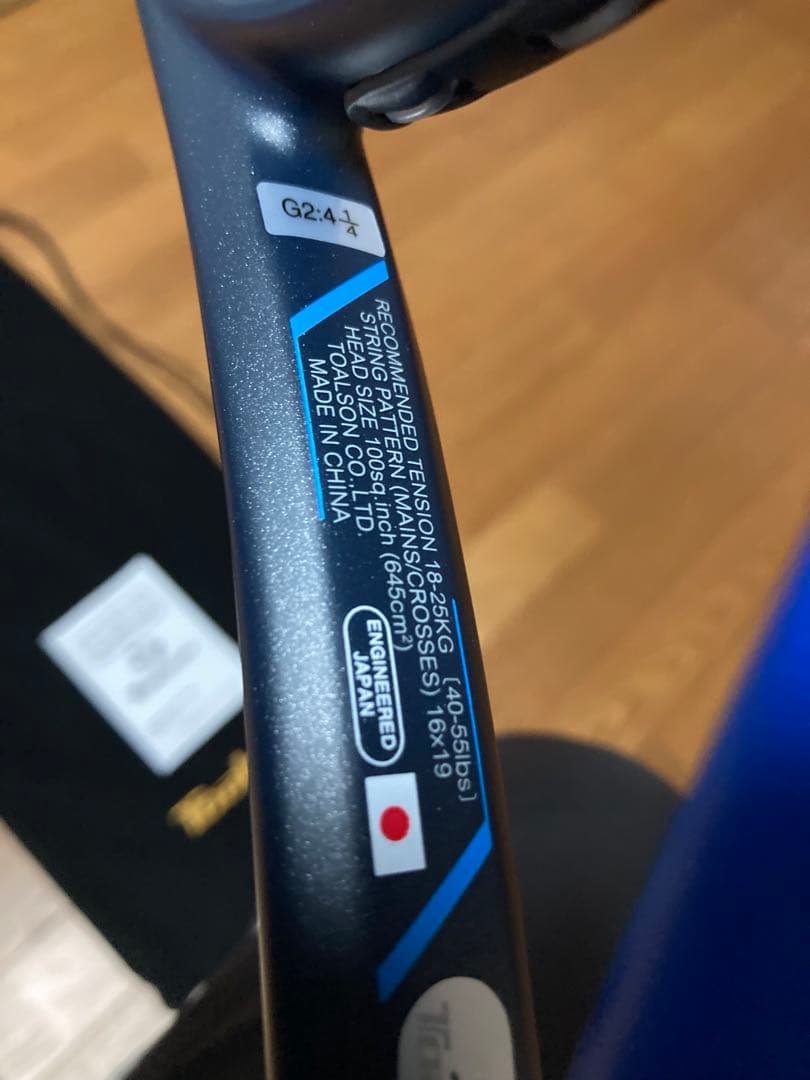 G2:4 1/4
RECOMMENDED TENSION 18-25KG [40-55lbs]
STRING PATTERN (MAINS/CROSSES) 16x19
HEAD SIZE 100sq.inch (645cm²)
TOALSON CO.,LTD.
MADE IN CHINA
ENGINEERED
JAPAN